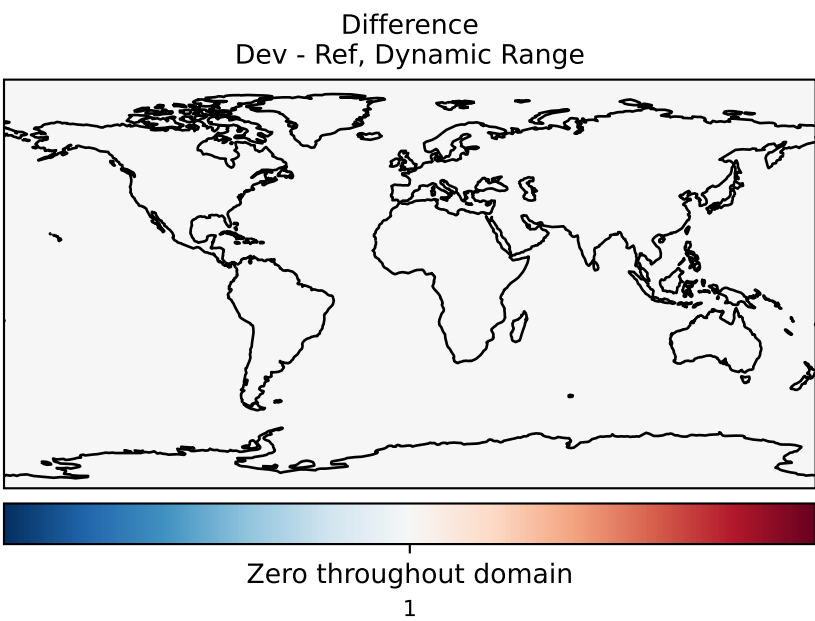 Difference
Dev - Ref, Dynamic Range
Zero throughout domain
1